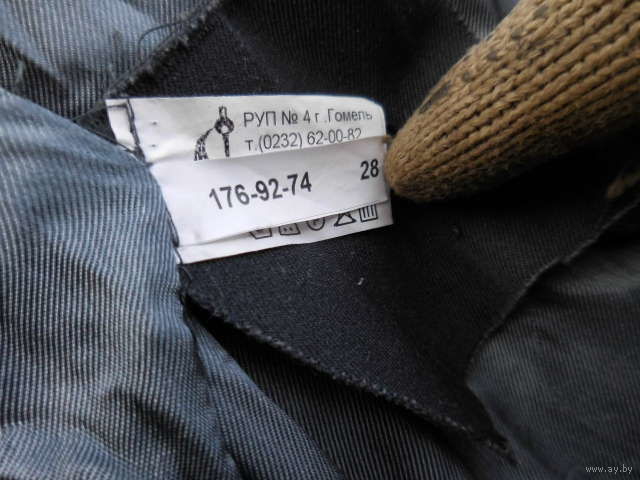 РУП № 4 г.Гомель
т.(0232) 62-00-82
176-92-74 28
www.ay.by